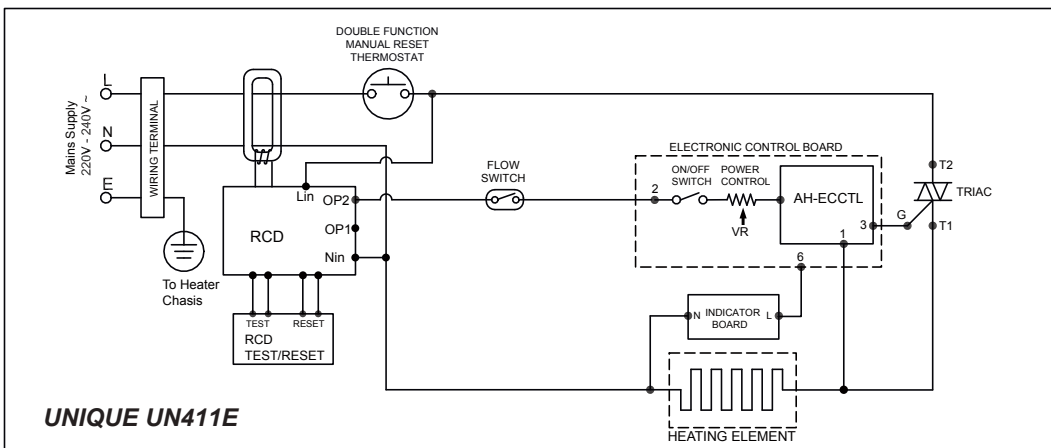 DOUBLE FUNCTION
MANUAL RESET
THERMOSTAT
Mains Supply
220V - 240V ~
L
N
E
WIRING TERMINAL
To Heater
Chasis
Lin
OP2
OP1
Nin
RCD
TEST
RESET
RCD
TEST/RESET
FLOW
SWITCH
ELECTRONIC CONTROL BOARD
2
ON/OFF
SWITCH
POWER
CONTROL
VR
AH-ECCTL
3
1
6
G
T2
TRIAC
T1
N
INDICATOR
BOARD
L
HEATING ELEMENT
UNIQUE UN411E